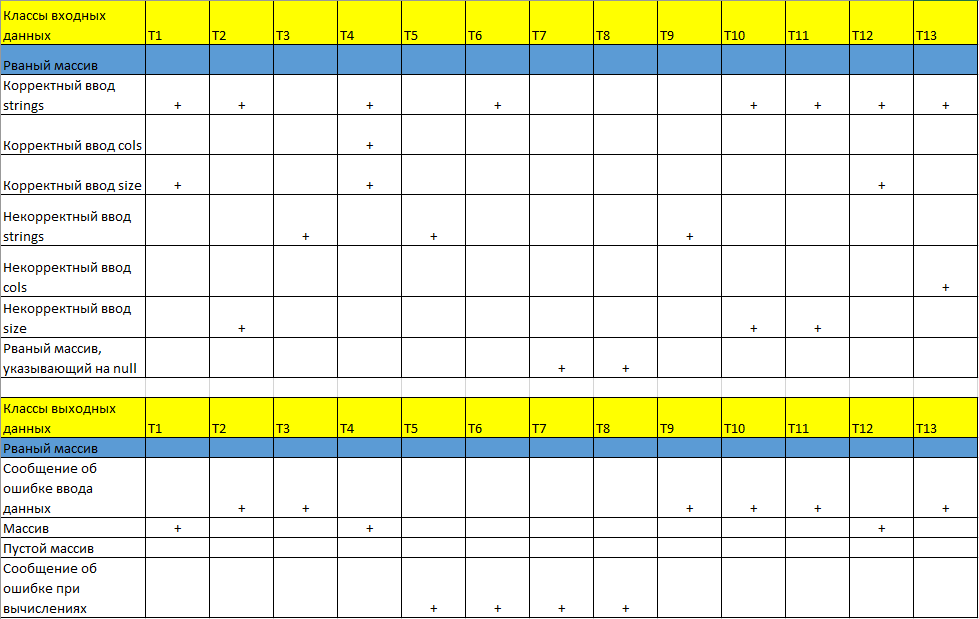 Классы входных
данных T1 T2 T3 T4 T5 T6 T7 T8 T9 T10 T11 T12 T13
Рваный массив
Корректный ввод
strings + + + + + + + +
Корректный ввод cols +
Корректный ввод size + + +
Некорректный ввод
strings + + +
Некорректный ввод
cols +
Некорректный ввод
size + + +
Рваный массив,
указывающий на null + +
Классы выходных
данных T1 T2 T3 T4 T5 T6 T7 T8 T9 T10 T11 T12 T13
Рваный массив
Сообщение об
ошибке ввода
данных + + + + + +
Массив + + +
Пустой массив
Сообщение об
ошибке при
вычислениях + + + +